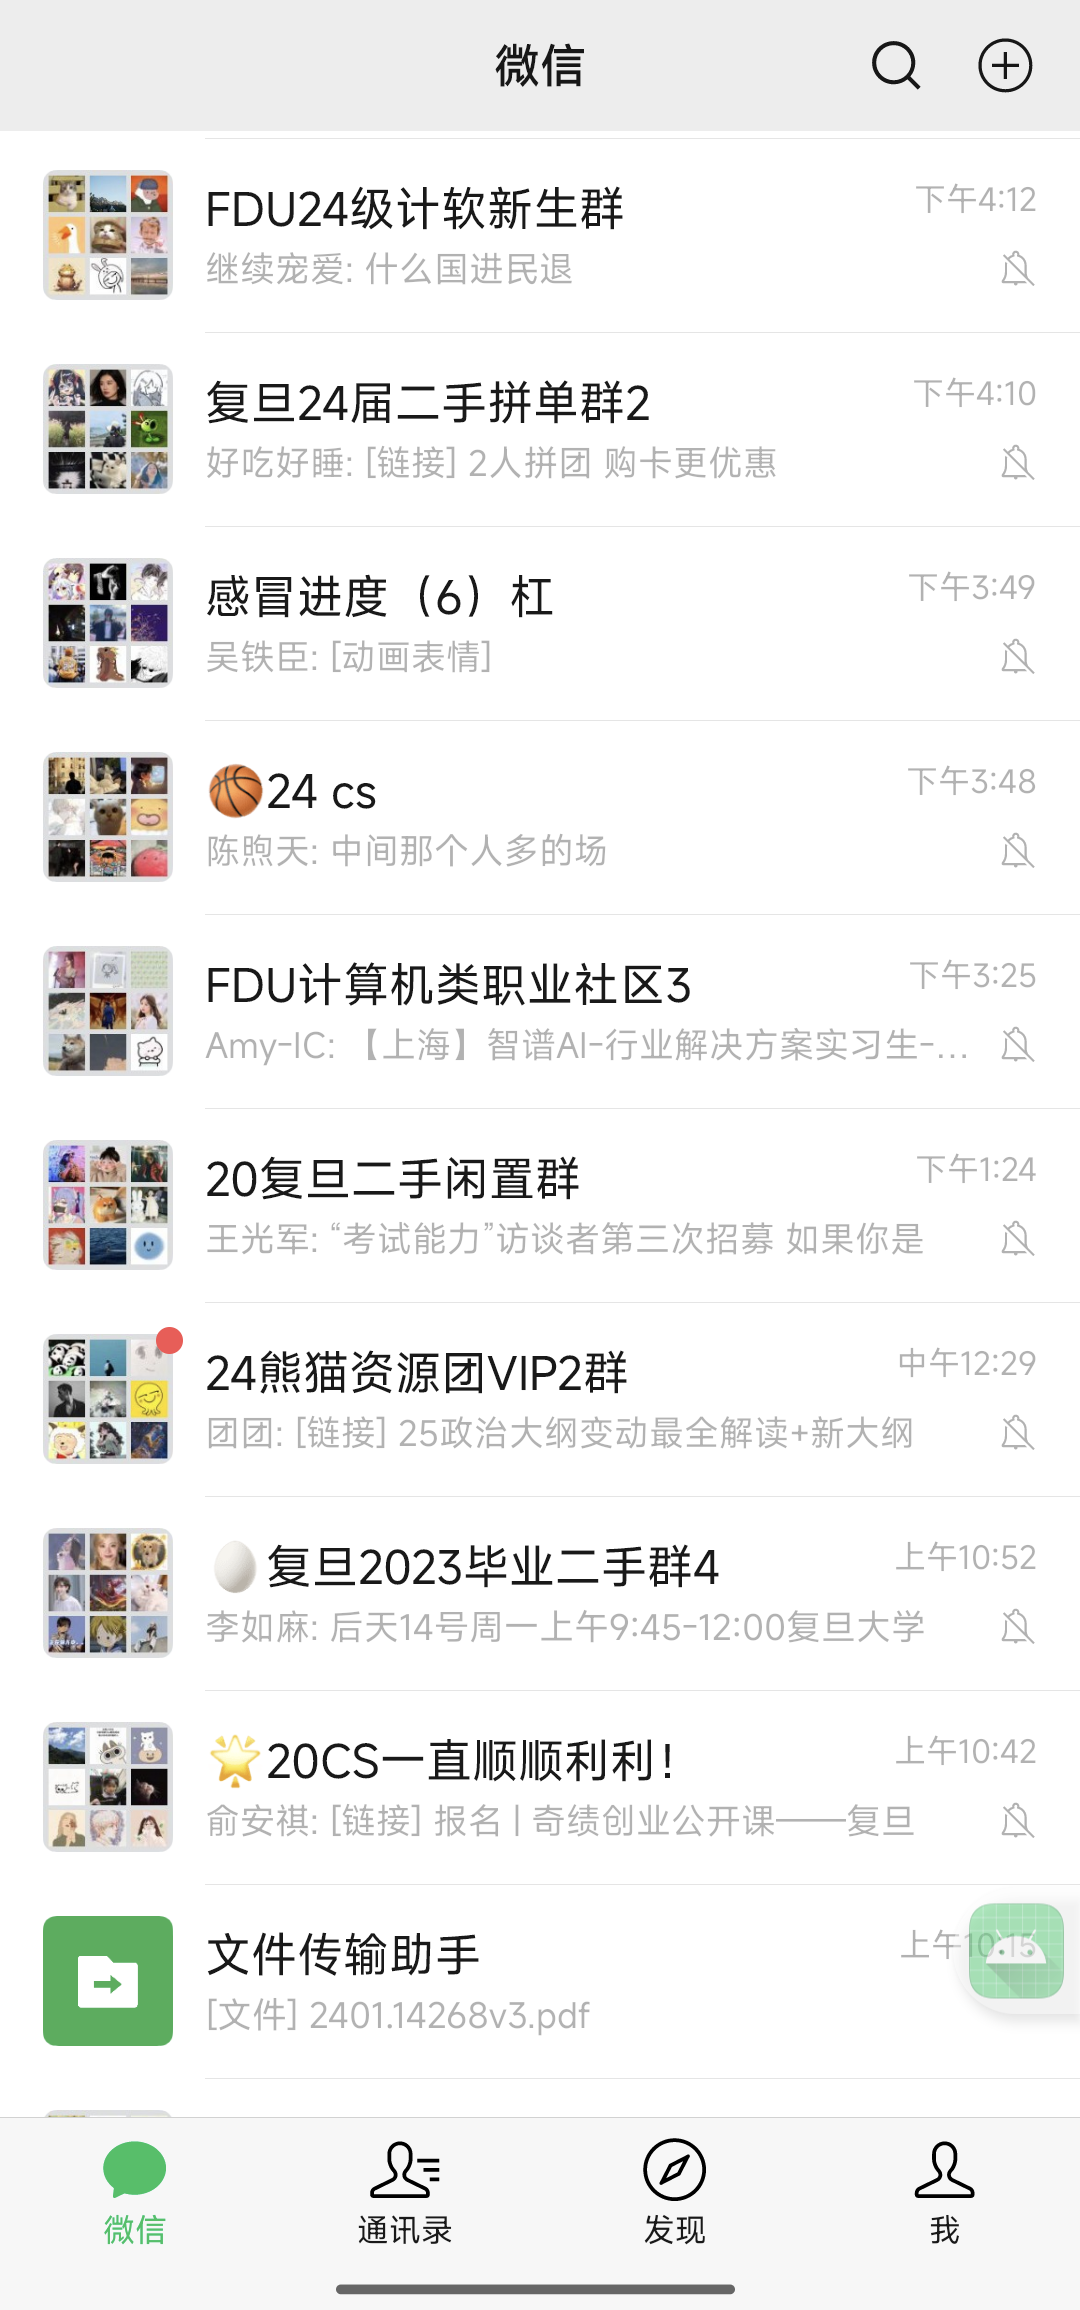 微信
FDU24级计软新生群
下午4:12
继续宠爱: 什么国进民退
复旦24届二手拼单群2
下午4:10
好吃好睡: [链接] 2人拼团 购卡更优惠
感冒进度（6）杠
下午3:49
吴铁臣: [动画表情]
🏀24 cs
下午3:48
陈煦天: 中间那个人多的场
FDU计算机类职业社区3
下午3:25
Amy-IC: 【上海】智谱AI-行业解决方案实习生-...
20复旦二手闲置群
下午1:24
王光军: “考试能力”访谈者第三次招募 如果你是
24熊猫资源团VIP2群
中午12:29
团团: [链接] 25政治大纲变动最全解读+新大纲
🥚复旦2023毕业二手群4
上午10:52
李如麻: 后天14号周一上午9:45-12:00复旦大学
🌟20CS一直顺顺利利！
上午10:42
俞安祺: [链接] 报名 | 奇绩创业公开课——复旦
文件传输助手
上午10:15
[文件] 2401.14268v3.pdf
微信
通讯录
发现
我